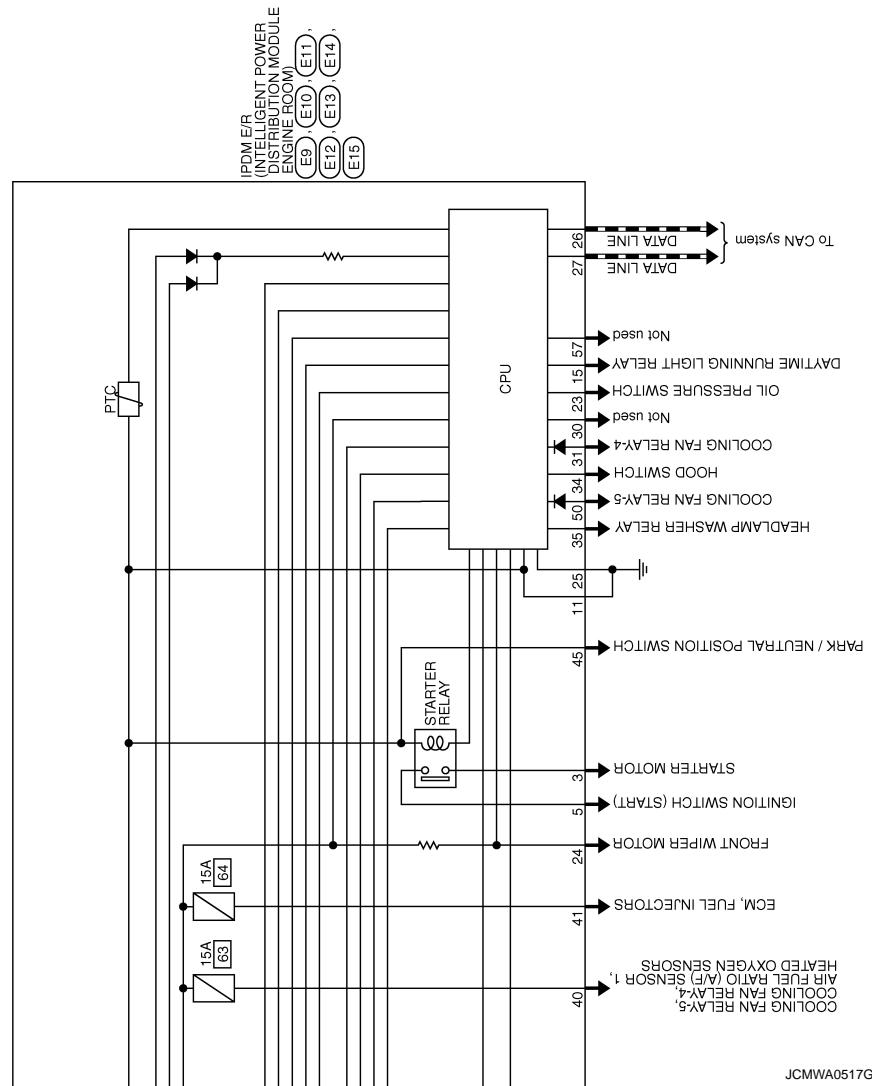 IPDM E/R
(INTELLIGENT POWER
DISTRIBUTION MODULE
ENGINE ROOM)
E9 , E10 , E11 ,
E12 , E13 , E14 ,
E15
CPU
26
DATA LINE
27
DATA LINE
To CAN system
57
Not used
15
DAYTIME RUNNING LIGHT RELAY
23
OIL PRESSURE SWITCH
30
Not used
31
COOLING FAN RELAY-4
34
HOOD SWITCH
50
COOLING FAN RELAY-5
35
HEADLAMP WASHER RELAY
PTC
25
11
45
PARK / NEUTRAL POSITION SWITCH
STARTER
RELAY
3
STARTER MOTOR
5
IGNITION SWITCH (START)
24
FRONT WIPER MOTOR
15A
64
41
ECM, FUEL INJECTORS
15A
63
40
COOLING FAN RELAY-5,
COOLING FAN RELAY-4,
AIR FUEL RATIO (A/F) SENSOR 1,
HEATED OXYGEN SENSORS
JCMWA0517G